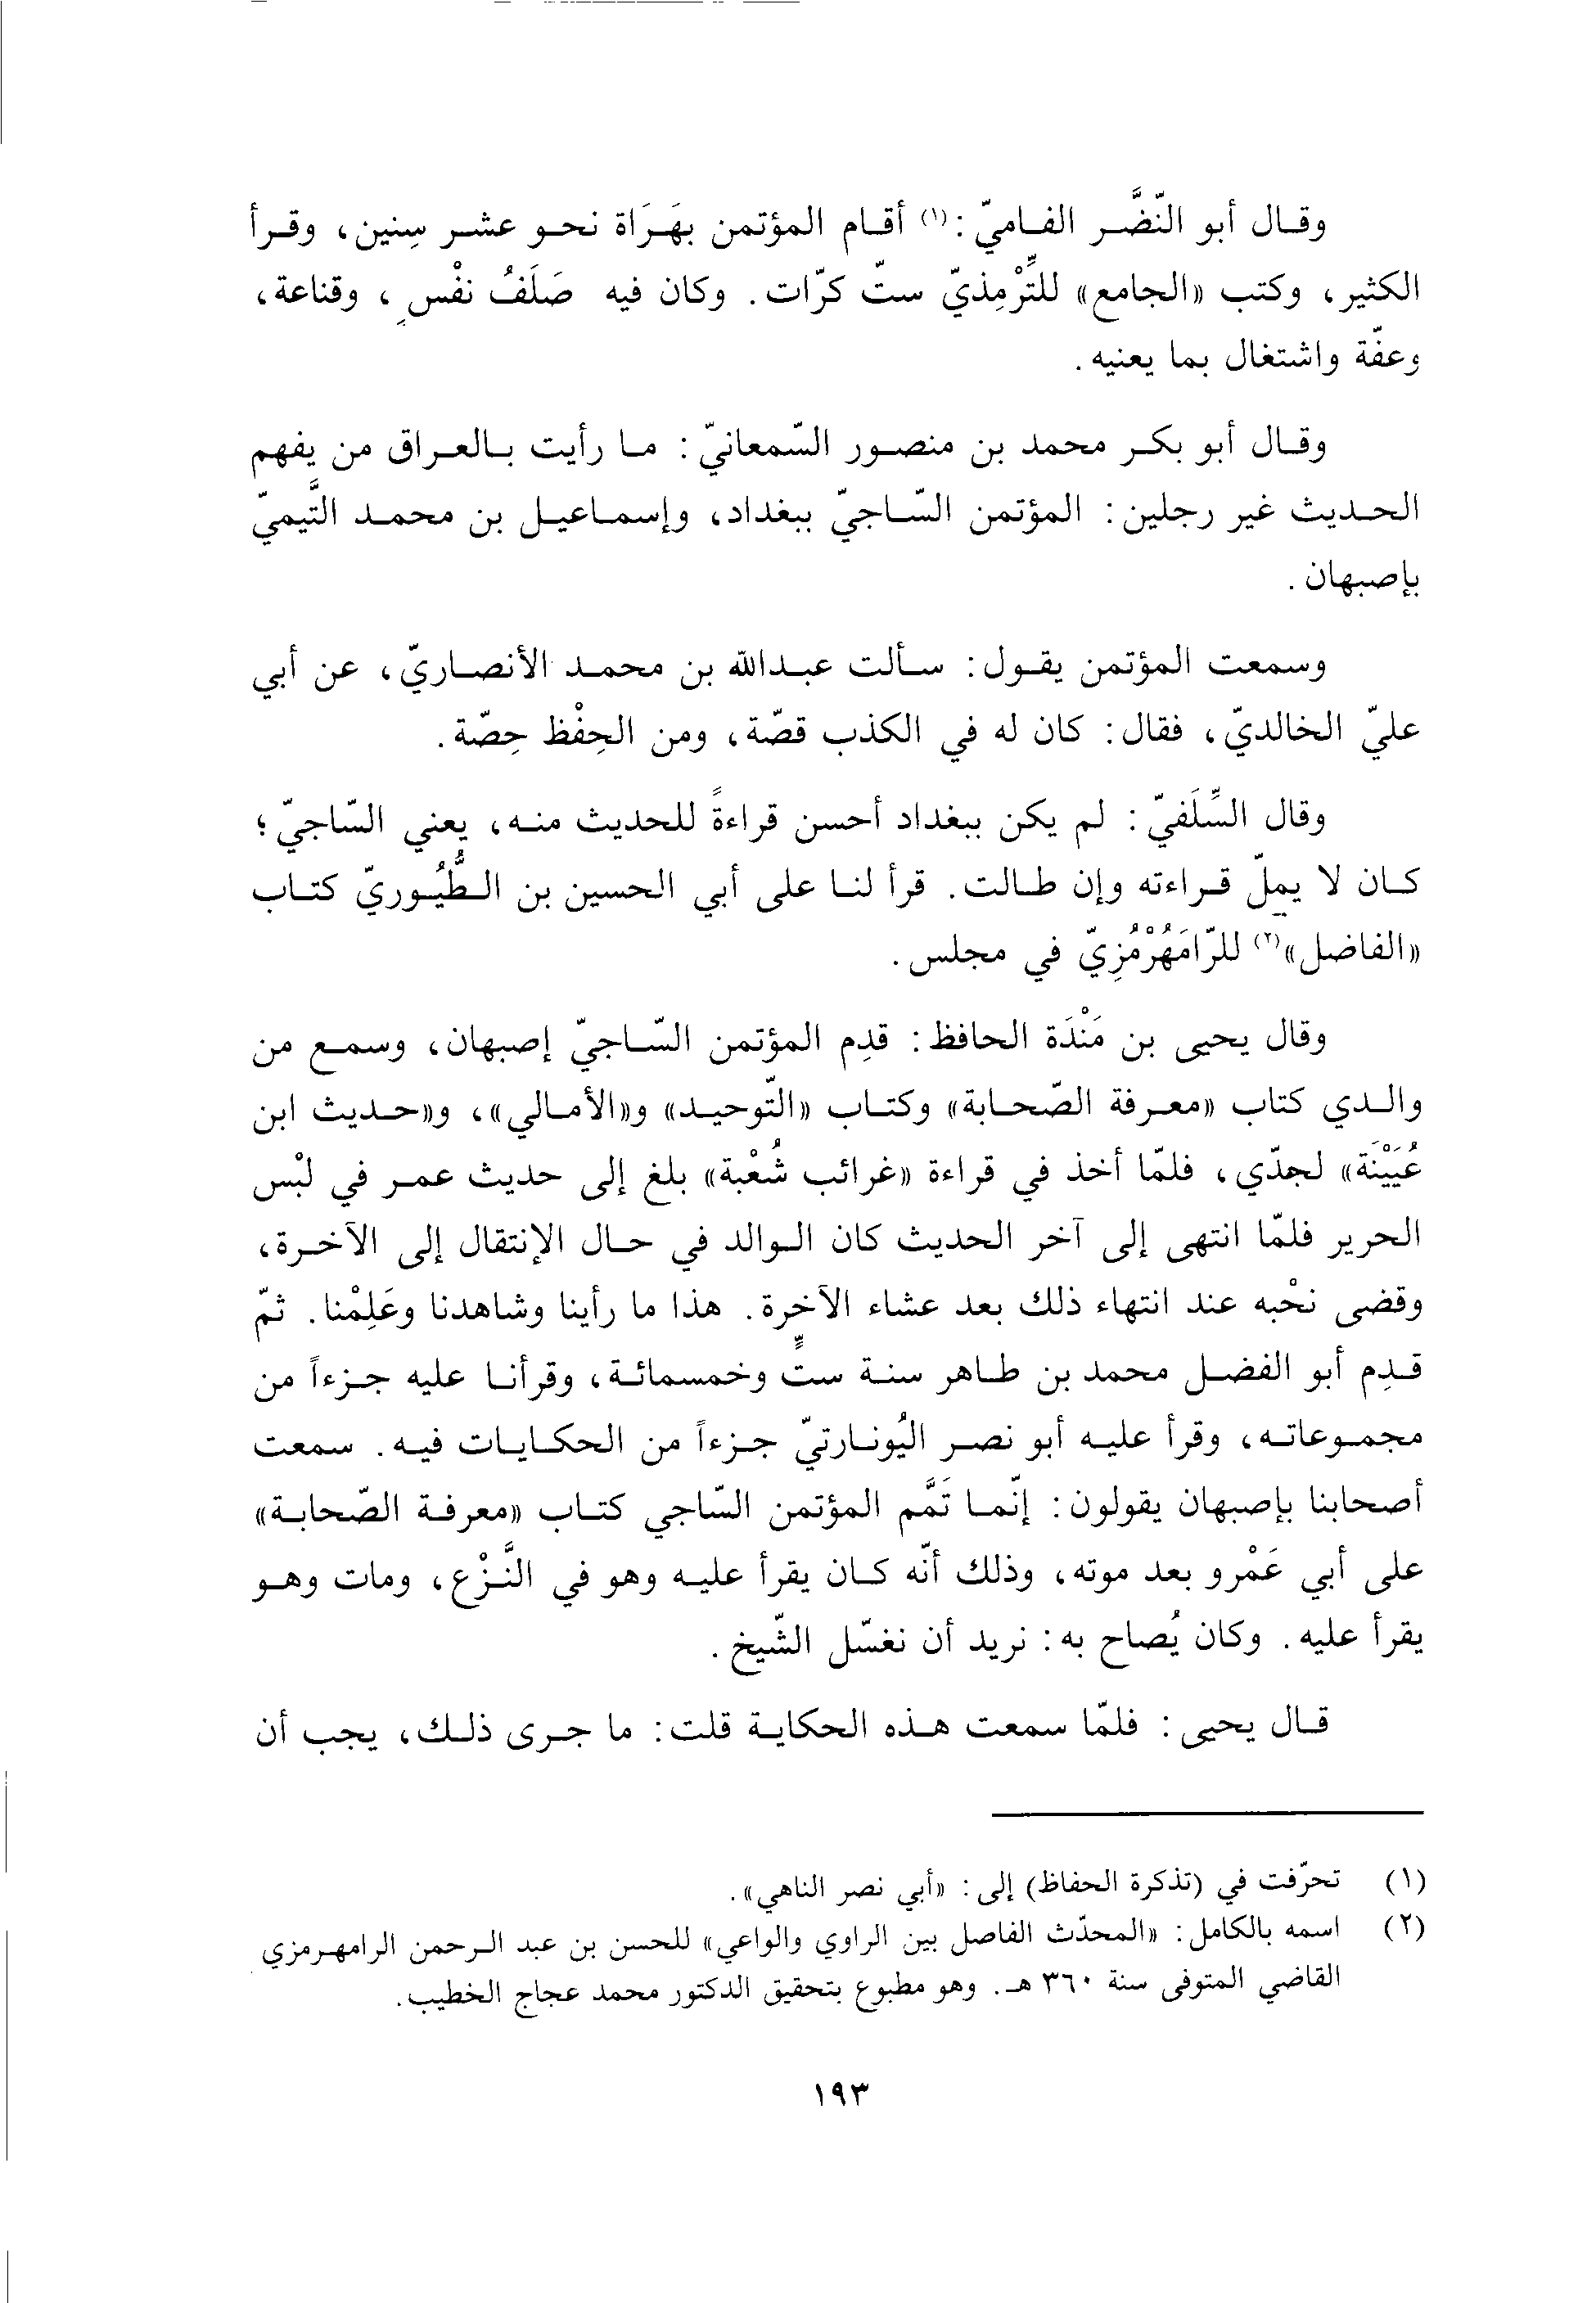 وقال أبو النَّضْر الفاميّ:(١) أقام المؤتمن بهَرَاة نحو عشر سِنين، وقرأ
الكثير، وكتب «الجامع» للتِّرْمِذيّ ستّ كرّات. وكان فيه صَلَفُ نفْسٍ، وقناعة،
وعفّة واشتغال بما يعنيه.
وقال أبو بكر محمد بن منصور السّمعانيّ: ما رأيت بالعراق من يفهم
الحديث غير رجلين: المؤتمن السّاجيّ ببغداد، وإسماعيل بن محمد التَّيميّ
بإصبهان.
وسمعت المؤتمن يقول: سألت عبدالله بن محمد الأنصاريّ، عن أبي
عليّ الخالديّ، فقال: كان له في الكذب قصّة، ومن الحِفْظ حِصّة.
وقال السِّلَفيّ: لم يكن ببغداد أحسن قراءةً للحديث منه، يعني السّاجيّ؛
كان لا يملّ قراءته وإن طالت. قرأ لنا على أبي الحسين بن الطُّيُوريّ كتاب
«الفاضل»(٢) للرّامَهُرْمُزِيّ في مجلس.
وقال يحيى بن مَنْدَة الحافظ: قدِم المؤتمن السّاجيّ إصبهان، وسمع من
والدي كتاب «معرفة الصّحابة» وكتاب «التّوحيد» و«الأمالي»، و«حديث ابن
عُيَيْنَة» لجدّي، فلمّا أخذ في قراءة «غرائب شُعْبة» بلغ إلى حديث عمر في لبْس
الحرير فلمّا انتهى إلى آخر الحديث كان الوالد في حال الإنتقال إلى الآخرة،
وقضى نحْبه عند انتهاء ذلك بعد عشاء الآخرة. هذا ما رأينا وشاهدنا وعَلِمْنا. ثمّ
قدِم أبو الفضل محمد بن طاهر سنة ستٍّ وخمسمائة، وقرأنا عليه جزءاً من
مجموعاته، وقرأ عليه أبو نصر اليُونارتيّ جزءاً من الحكايات فيه. سمعت
أصحابنا بإصبهان يقولون: إنّما تَمَّم المؤتمن السّاجي كتاب «معرفة الصّحابة»
على أبي عَمْرو بعد موته، وذلك أنّه كان يقرأ عليه وهو في النَّزْع، ومات وهو
يقرأ عليه. وكان يُصاح به: نريد أن نغسّل الشّيخ.
قال يحيى: فلمّا سمعت هذه الحكاية قلت: ما جرى ذلك، يجب أن
(١) تحرّفت في (تذكرة الحفاظ) إلى: «أبي نصر الناهي».
(٢) اسمه بالكامل: «المحدّث الفاصل بين الراوي والواعي» للحسن بن عبد الرحمن الرامهرمزي
القاضي المتوفى سنة ٣٦٠ هـ. وهو مطبوع بتحقيق الدكتور محمد عجاج الخطيب.
١٩٣